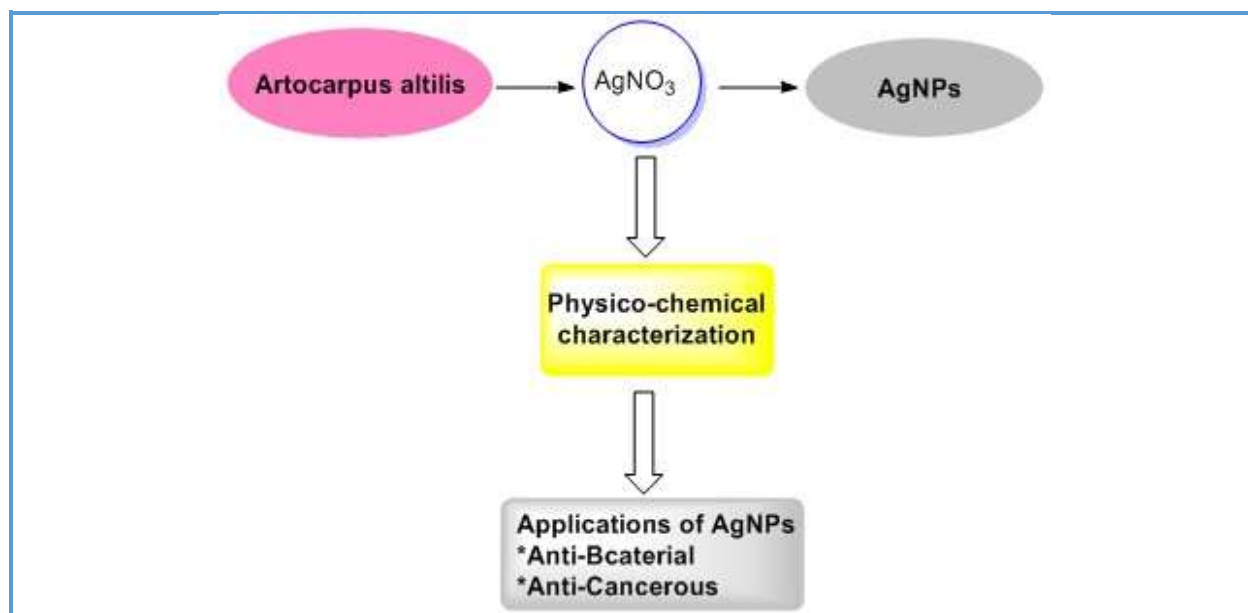 Artocarpus altilis
AgNO₃
AgNPs
Physico-chemical
characterization
Applications of AgNPs
*Anti-Bcaterial
*Anti-Cancerous